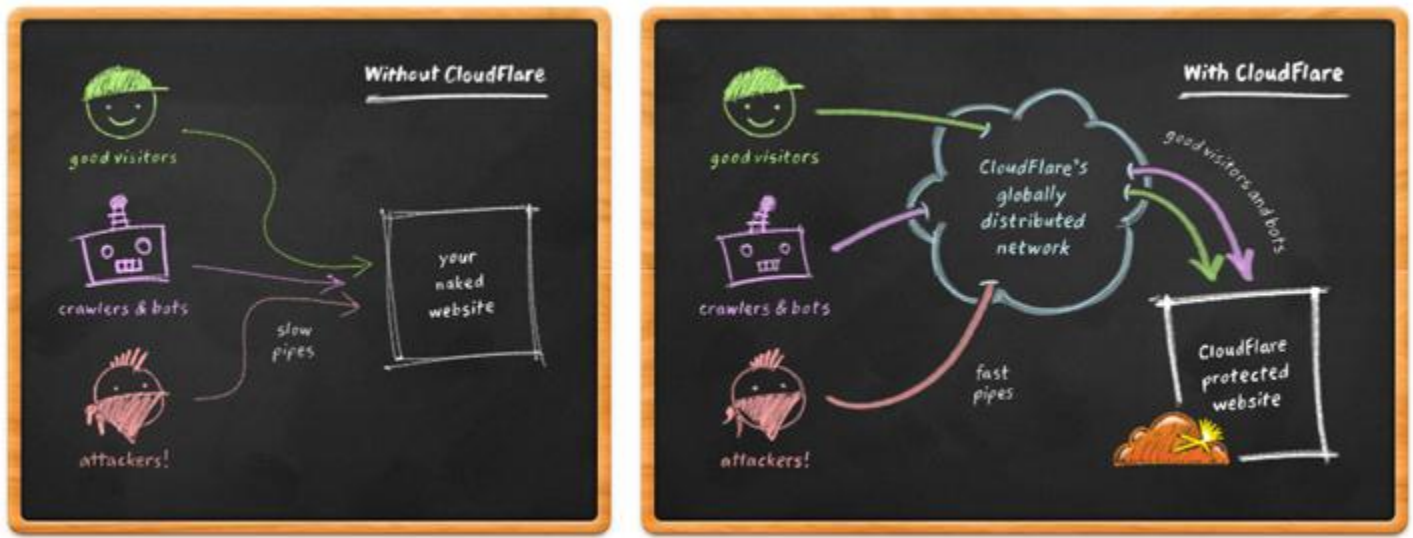 Without CloudFlare
good visitors
crawlers & bots
slow
pipes
attackers!
your
naked
website
With CloudFlare
good visitors
crawlers & bots
attackers!
CloudFlare's
globally
distributed
network
fast
pipes
good visitors and bots
CloudFlare
protected
website